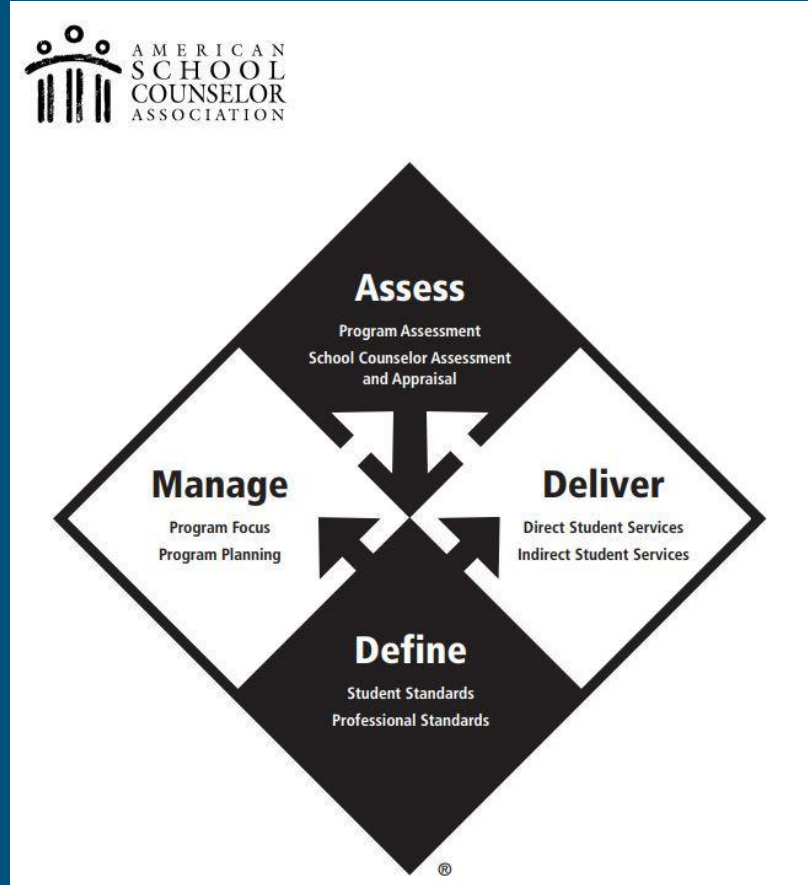 AMERICAN
SCHOOL
COUNSELOR
ASSOCIATION
Assess
Program Assessment
School Counselor Assessment
and Appraisal
Manage
Program Focus
Program Planning
Deliver
Direct Student Services
Indirect Student Services
Define
Student Standards
Professional Standards
®